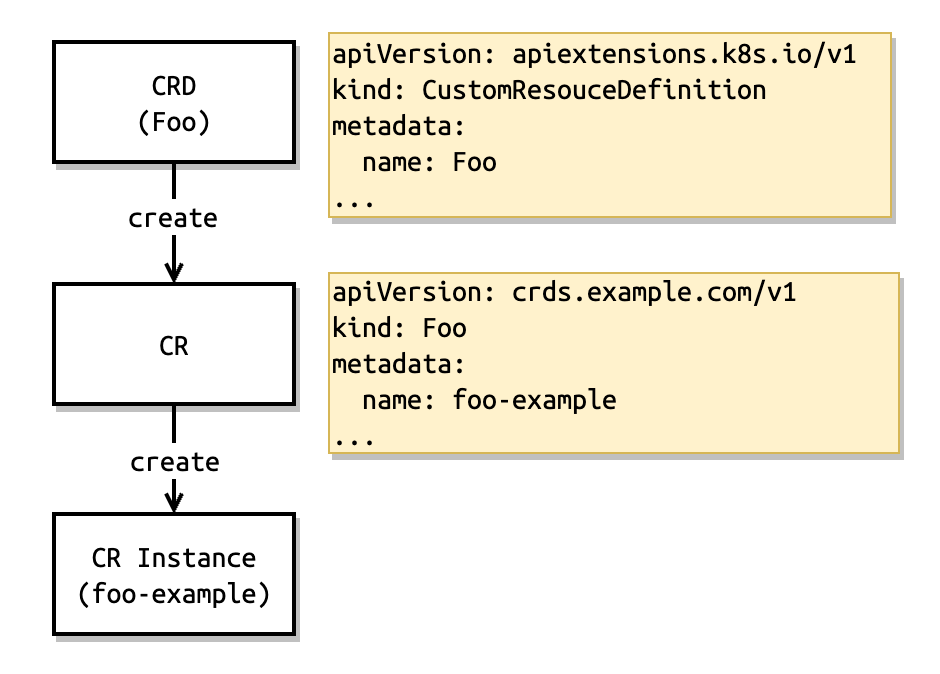 CRD
(Foo)
apiVersion: apiextensions.k8s.io/v1
kind: CustomResouceDefinition
metadata:
  name: Foo
...
create
CR
apiVersion: crds.example.com/v1
kind: Foo
metadata:
  name: foo-example
...
create
CR Instance
(foo-example)